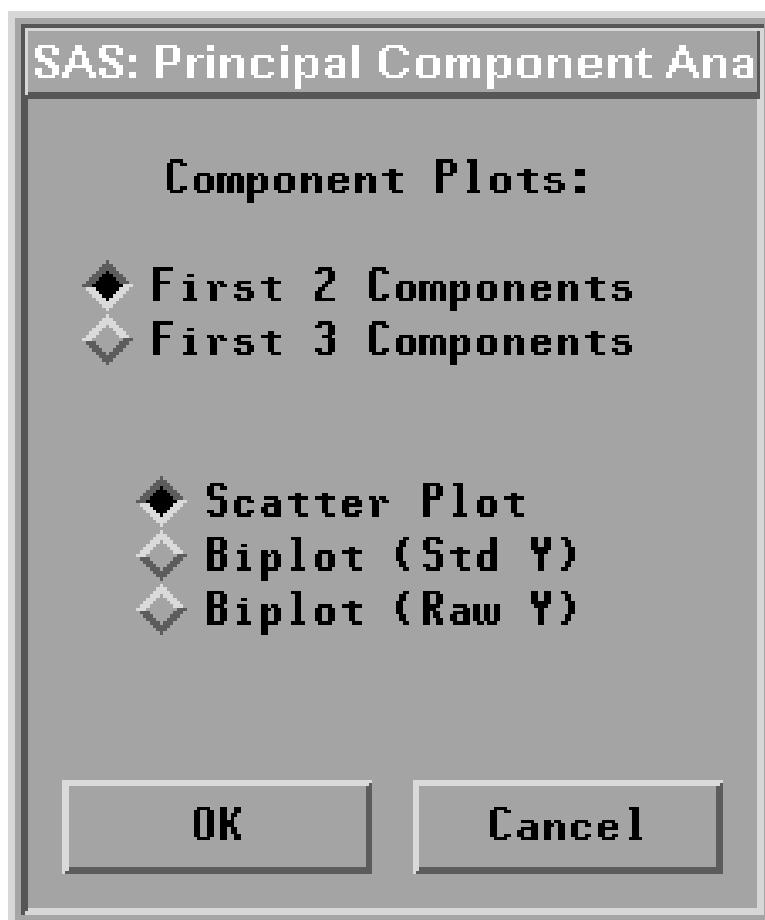 SAS: Principal Component Ana
Component Plots:
First 2 Components
First 3 Components
Scatter Plot
Biplot (Std Y)
Biplot (Raw Y)
OK
Cancel